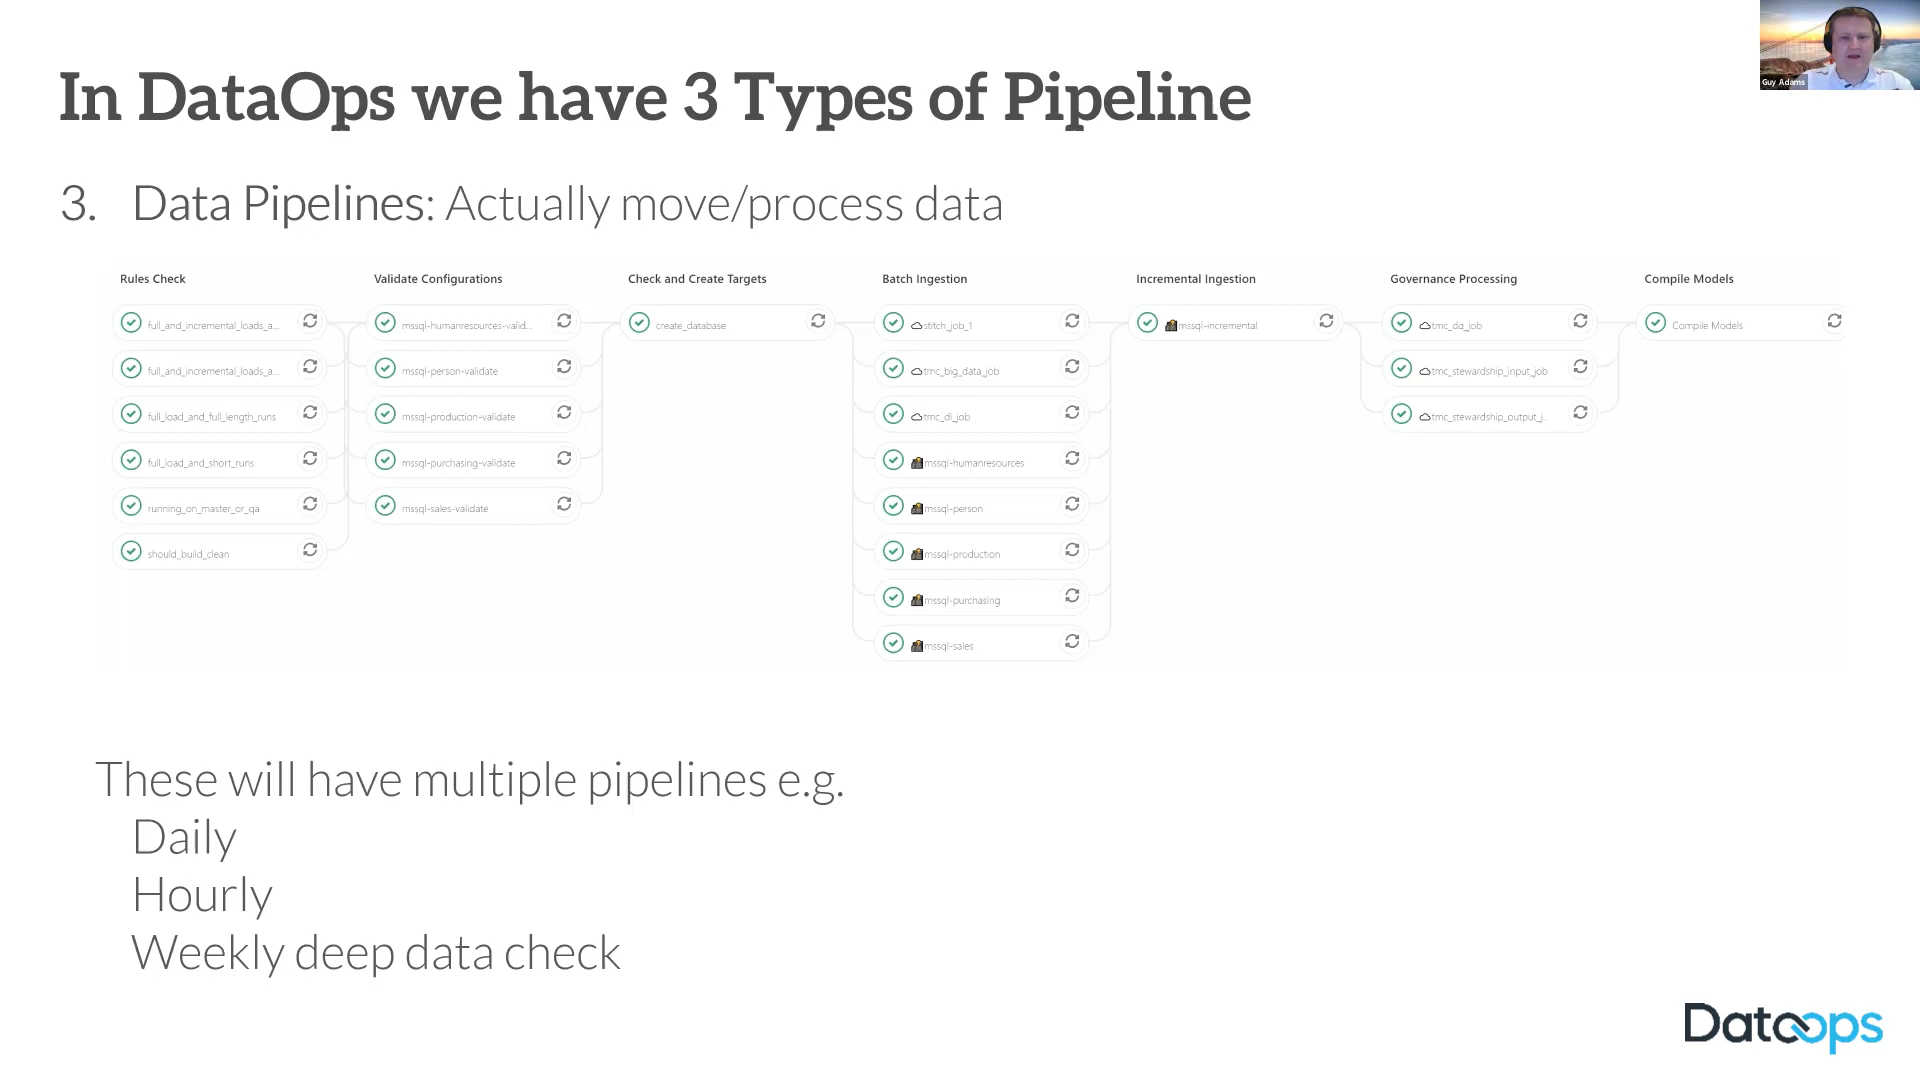 In DataOps we have 3 Types of Pipeline
Guy Adams
3. Data Pipelines: Actually move/process data
Rules Check
full_and_incremental_loads_a...
full_and_incremental_loads_a...
full_load_and_full_length_runs
full_load_and_short_runs
running_on_master_or_qa
should_build_clean
Validate Configurations
mssql-humanresources-valid...
mssql-person-validate
mssql-production-validate
mssql-purchasing-validate
mssql-sales-validate
Check and Create Targets
create_database
Batch Ingestion
stitch_job_1
tmc_big_data_job
tmc_di_job
mssql-humanresources
mssql-person
mssql-production
mssql-purchasing
mssql-sales
Incremental Ingestion
mssql-incremental
Governance Processing
tmc_dq_job
tmc_stewardship_input_job
tmc_stewardship_output_j..
Compile Models
Compile Models
These will have multiple pipelines e.g.
Daily
Hourly
Weekly deep data check
Dataops